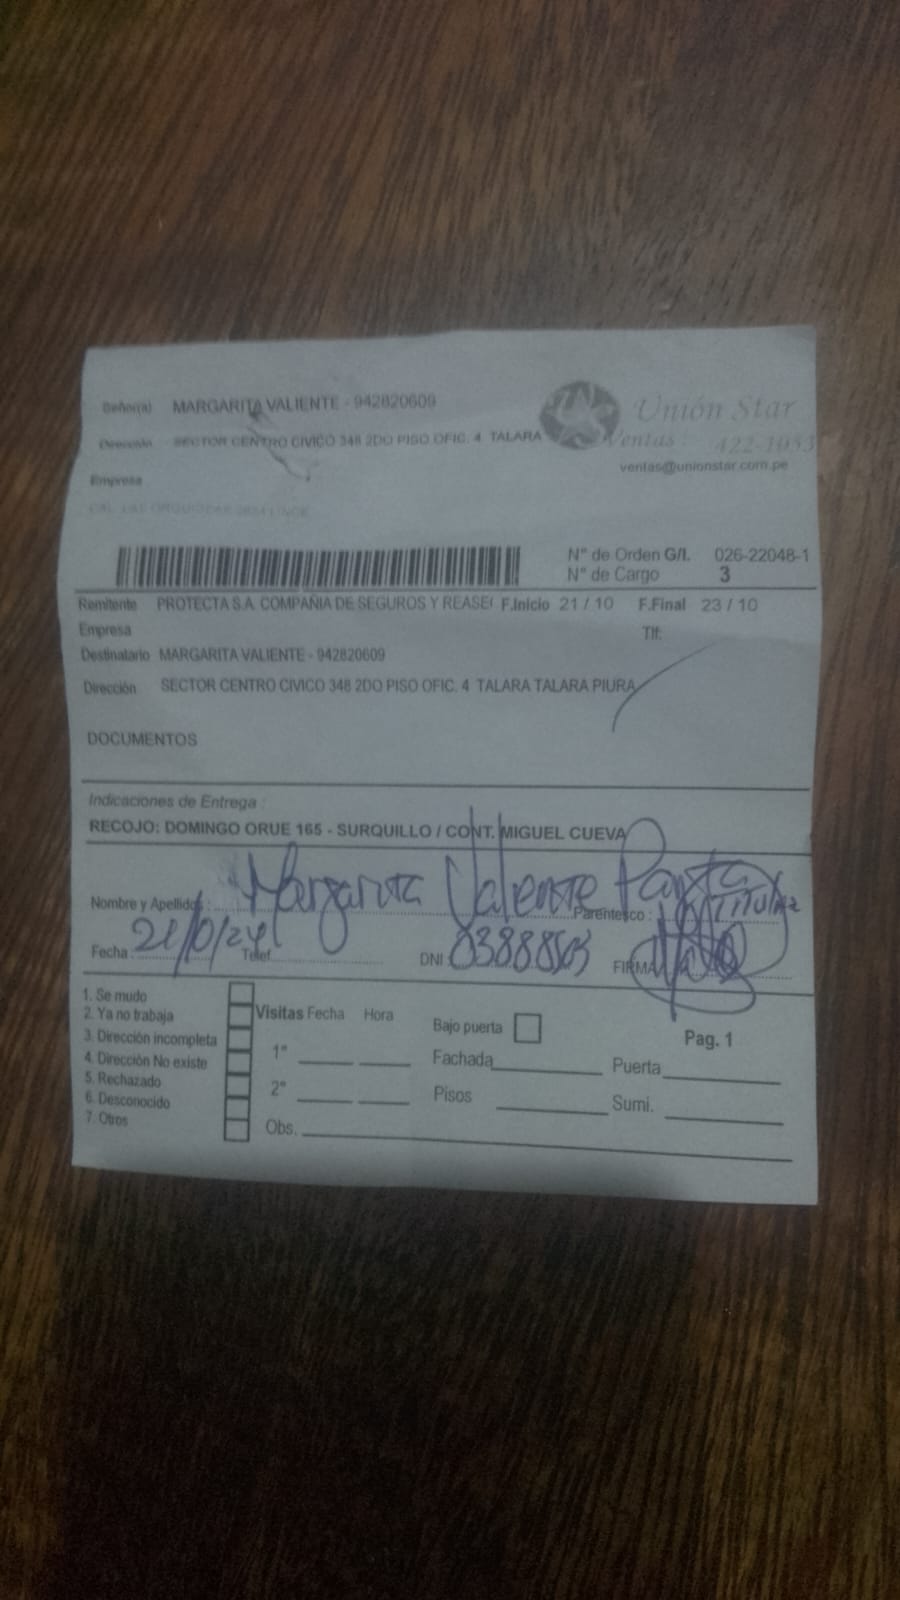 Señor(a) MARGARITA VALIENTE - 942820609
Dirección SECTOR CENTRO CIVICO 348 2DO PISO OFIC. 4 TALARA
Unión Star
Ventas : 422-1053
ventas@unionstar.com.pe
Empresa
N° de Orden G/I. 026-22048-1
N° de Cargo 3
Remitente PROTECTA S.A. COMPAÑIA DE SEGUROS Y REASE F.Inicio 21 / 10 F.Final 23 / 10
Empresa Tlf:
Destinatario MARGARITA VALIENTE - 942820609
Dirección SECTOR CENTRO CIVICO 348 2DO PISO OFIC. 4 TALARA TALARA PIURA
DOCUMENTOS
Indicaciones de Entrega :
RECOJO: DOMINGO ORUE 165 - SURQUILLO / CONT. MIGUEL CUEVA
Nombre y Apellidos : Margarita Valiente Parentesco : TITULAR
Fecha : Telef. DNI 03888503 FIRMA
1. Se mudo
2. Ya no trabaja
3. Dirección incompleta
4. Dirección No existe
5. Rechazado
6. Desconocido
7. Otros
Visitas Fecha Hora
1°
2°
Obs.
Bajo puerta
Fachada
Pisos
Pag. 1
Puerta
Sumi.